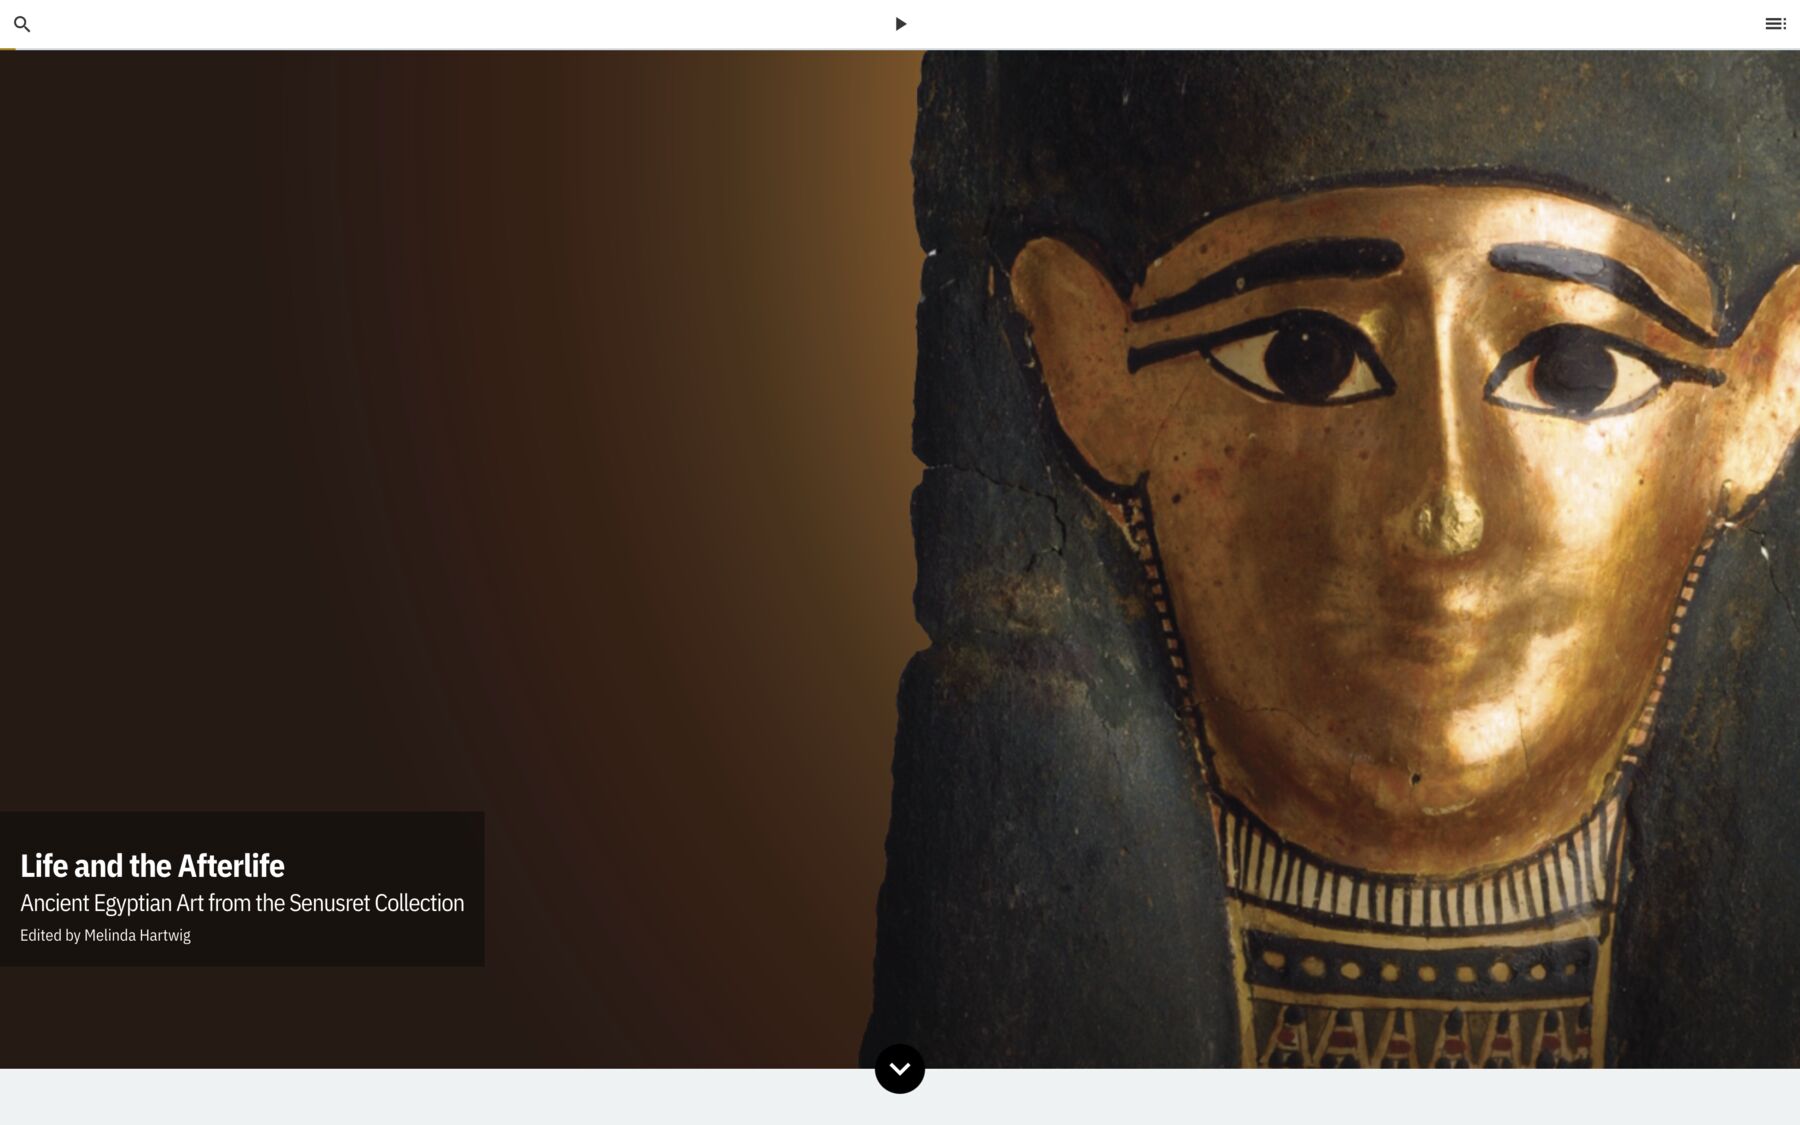 Life and the Afterlife
Ancient Egyptian Art from the Senusret Collection
Edited by Melinda Hartwig